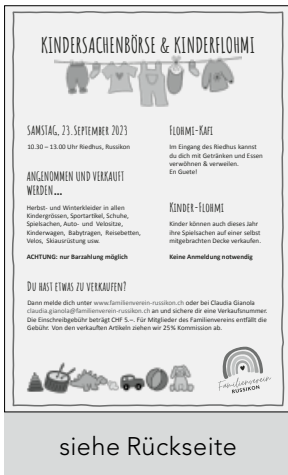 KINDERSACHENBÖRSE & KINDERFLOHMI
SAMSTAG, 23.SEPTEMBER 2023
10.30 – 13.00 Uhr Riedhus, Russikon
ANGENOMMEN UND VERKAUFT
WERDEN...
Herbst- und Winterkleider in allen
Kindergrössen, Sportartikel, Schuhe,
Spielsachen, Auto- und Velositze,
Kinderwagen, Babytragen, Reisebetten,
Velos, Skiausrüstung usw.
ACHTUNG: nur Barzahlung möglich
FLOHMI-KAFI
Im Eingang des Riedhus kannst
du dich mit Getränken und Essen
verwöhnen & verweilen.
En Guete!
KINDER-FLOHMI
Kinder können auch dieses Jahr
ihre Spielsachen auf einer selbst
mitgebrachten Decke verkaufen.
Keine Anmeldung notwendig
DU HAST ETWAS ZU VERKAUFEN?
Dann melde dich unter www.familienverein-russikon.ch oder bei Claudia Gianola
claudia.gianola@familienverein-russikon.ch an und sichere dir eine Verkaufsnummer.
Die Einschreibgebühr beträgt CHF 5.–. Für Mitglieder des Familienvereins entfällt die
Gebühr. Von den verkauften Artikeln ziehen wir 25% Kommission ab.
Familienverein
RUSSIKON
siehe Rückseite